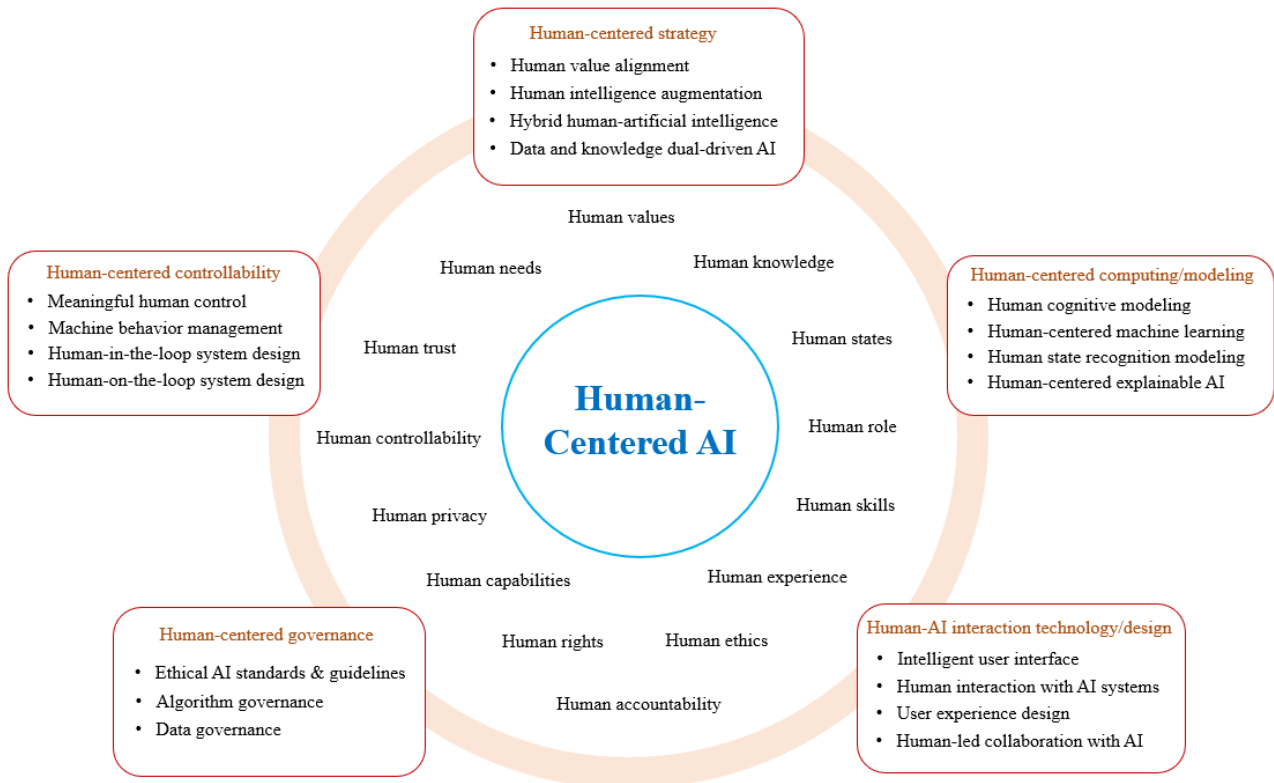 Human-centered strategy
• Human value alignment
• Human intelligence augmentation
• Hybrid human-artificial intelligence
• Data and knowledge dual-driven AI
Human values
Human needs
Human knowledge
Human-centered controllability
• Meaningful human control
• Machine behavior management
• Human-in-the-loop system design
• Human-on-the-loop system design
Human-centered computing/modeling
• Human cognitive modeling
• Human-centered machine learning
• Human state recognition modeling
• Human-centered explainable AI
Human trust
Human states
Human-
Centered AI
Human controllability
Human role
Human privacy
Human skills
Human capabilities
Human experience
Human rights
Human ethics
Human accountability
Human-centered governance
• Ethical AI standards & guidelines
• Algorithm governance
• Data governance
Human-AI interaction technology/design
• Intelligent user interface
• Human interaction with AI systems
• User experience design
• Human-led collaboration with AI